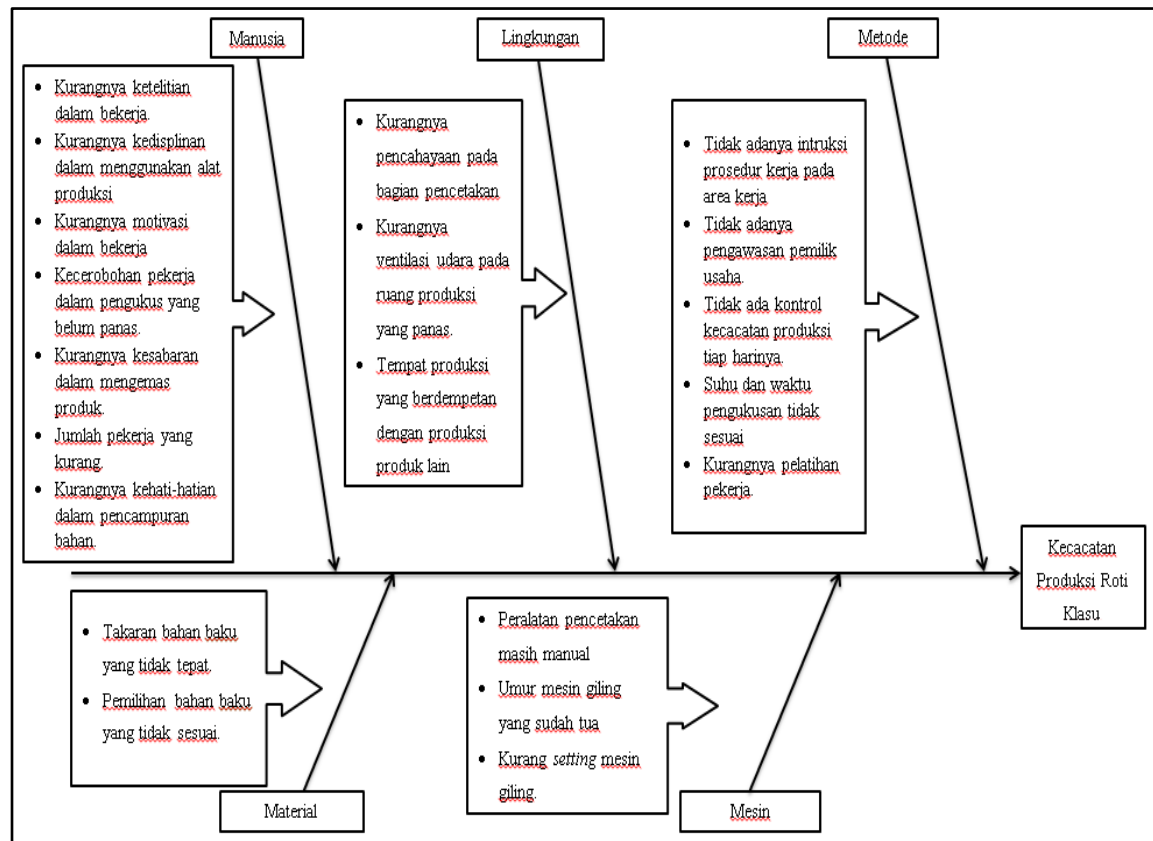 Manusia
Lingkungan
Metode
• Kurangnya ketelitian
dalam bekerja.
• Kurangnya kedisplinan
dalam menggunakan alat
produksi
• Kurangnya motivasi
dalam bekerja
• Kecerobohan pekerja
dalam pengukus yang
belum panas.
• Kurangnya kesabaran
dalam mengemas
produk.
• Jumlah pekerja yang
kurang.
• Kurangnya kehati-hatian
dalam pencampuran
bahan.
• Kurangnya
pencahayaan pada
bagian pencetakan
• Kurangnya
ventilasi udara pada
ruang produksi
yang panas.
• Tempat produksi
yang berdempetan
dengan produksi
produk lain
• Tidak adanya intruksi
prosedur kerja pada
area kerja
• Tidak adanya
pengawasan pemilik
usaha.
• Tidak ada kontrol
kecacatan produksi
tiap harinya.
• Suhu dan waktu
pengukusan tidak
sesuai
• Kurangnya pelatihan
pekerja.
Kecacatan
Produksi Roti
Klasu
• Takaran bahan baku
yang tidak tepat.
• Pemilihan bahan baku
yang tidak sesuai.
• Peralatan pencetakan
masih manual
• Umur mesin giling
yang sudah tua
• Kurang setting mesin
giling.
Material
Mesin